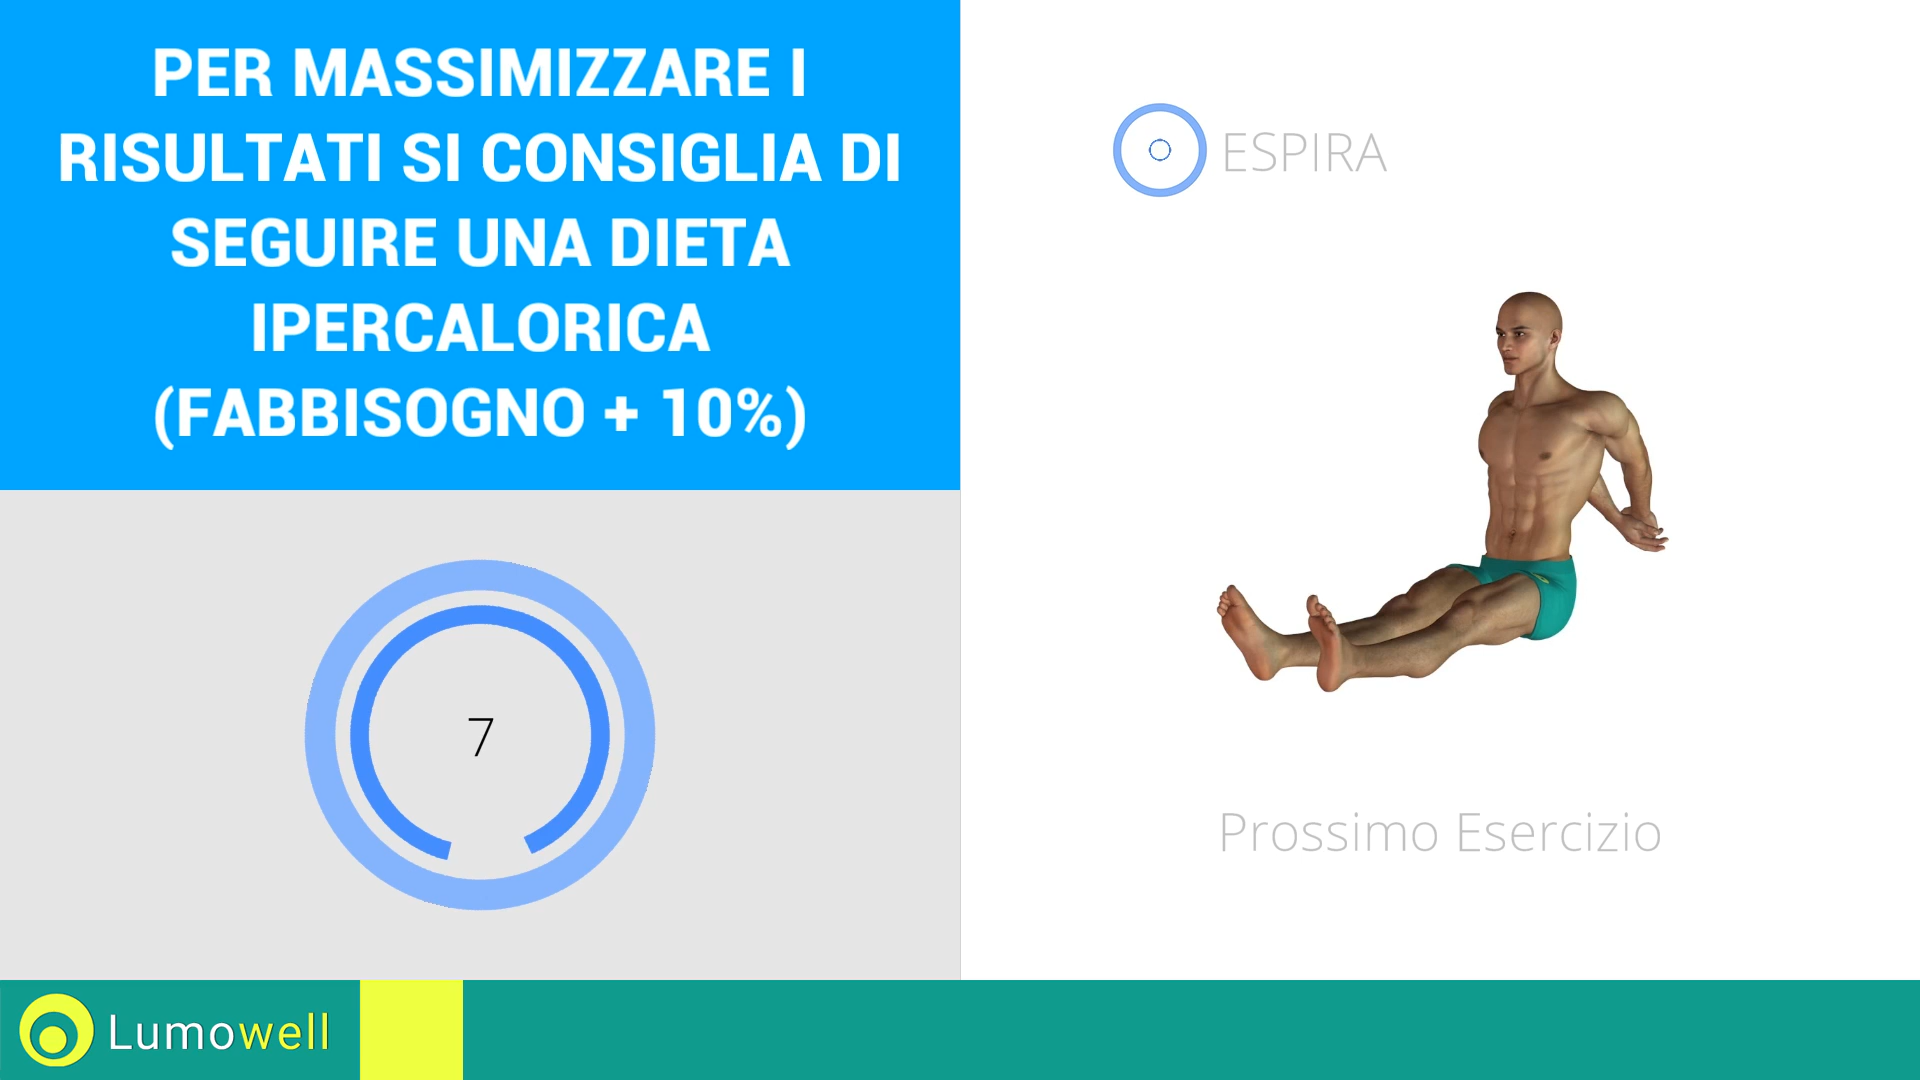 PER MASSIMIZZARE I
RISULTATI SI CONSIGLIA DI
SEGUIRE UNA DIETA
IPERCALORICA
(FABBISOGNO + 10%)
ESPIRA
7
Prossimo Esercizio
Lumowell